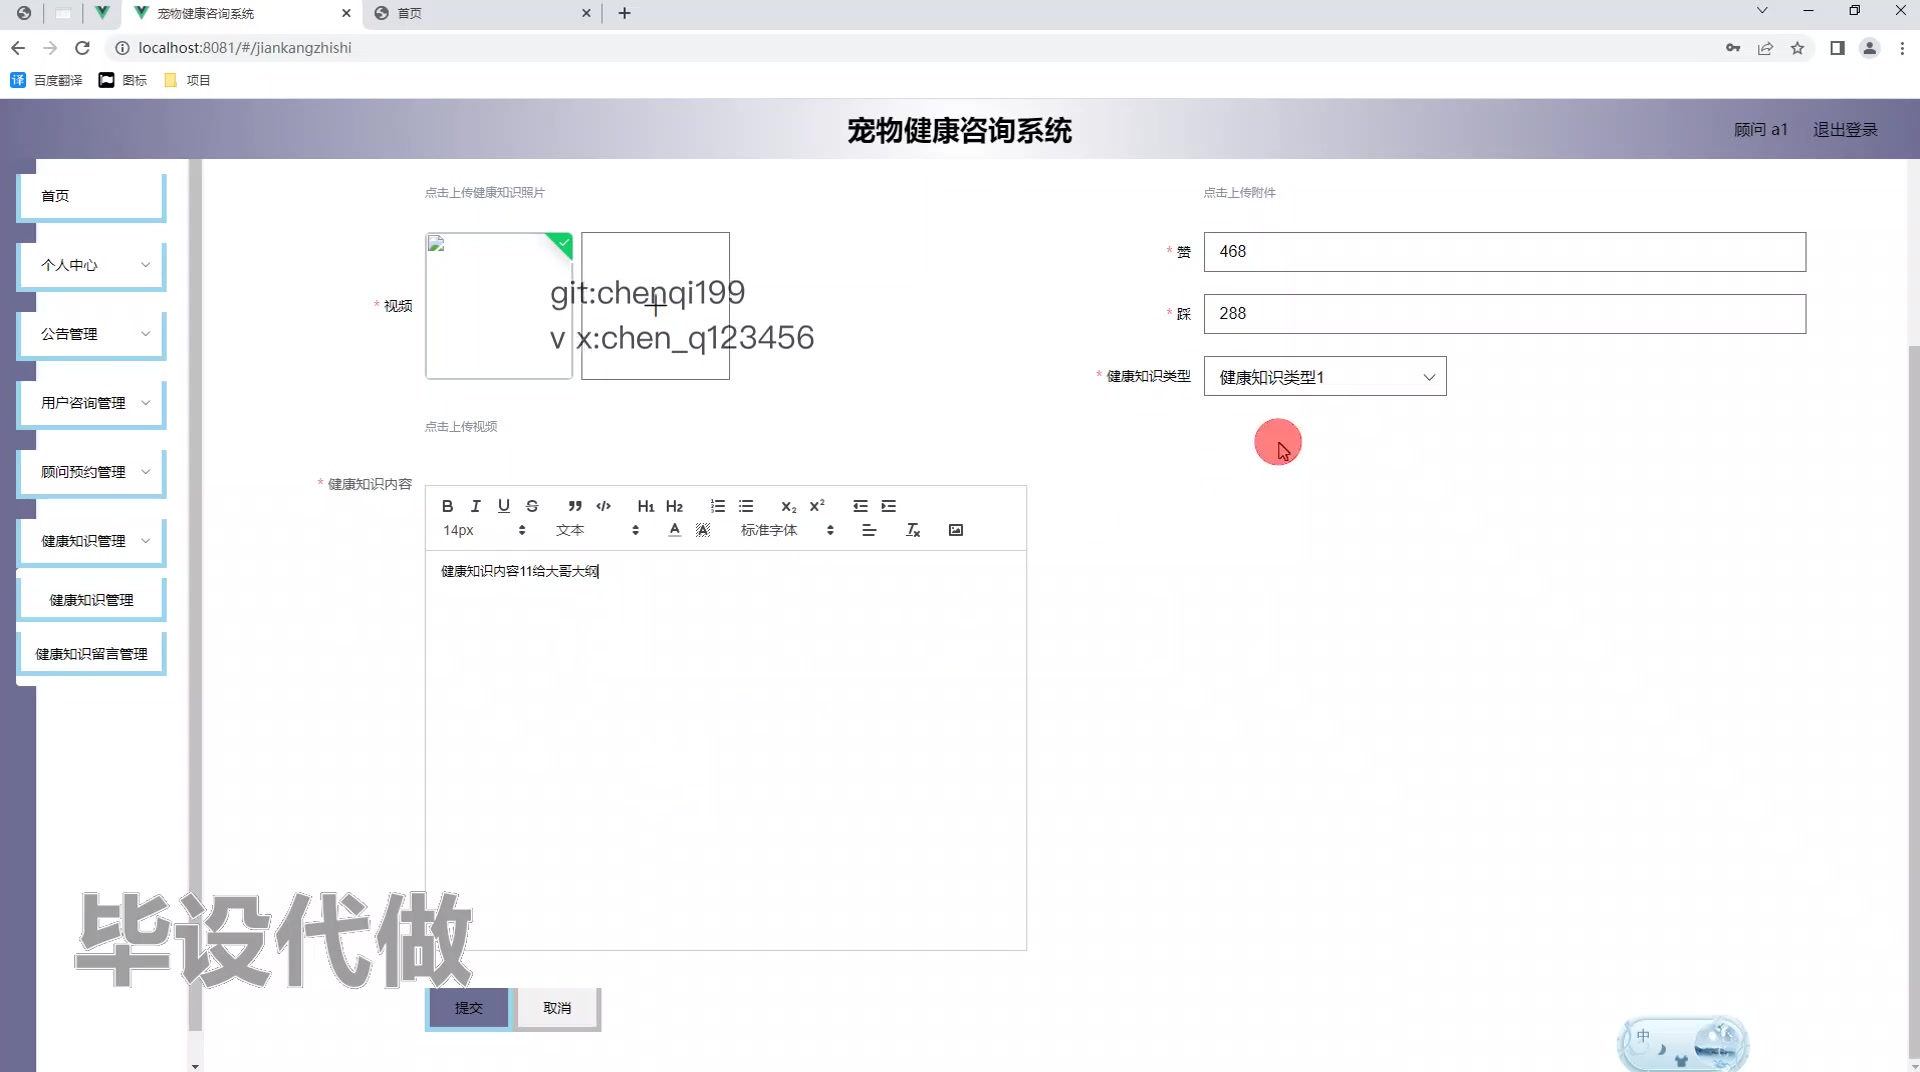 宠物健康咨询系统
首页
localhost:8081/#/jiankangzhishi
译 百度翻译 图标 项目
宠物健康咨询系统
顾问 a1 退出登录
首页
个人中心
公告管理
用户咨询管理
顾问预约管理
健康知识管理
健康知识管理
健康知识留言管理
点击上传健康知识照片
点击上传附件
* 视频
git:chenqi199
v x:chen_q123456
* 赞 468
* 踩 288
* 健康知识类型 健康知识类型1
点击上传视频
* 健康知识内容
B I U S H1 H2 x₂ x²
14px 文本 A A 标准字体 Tx
健康知识内容11给大哥大纲
毕设代做
提交 取消
中